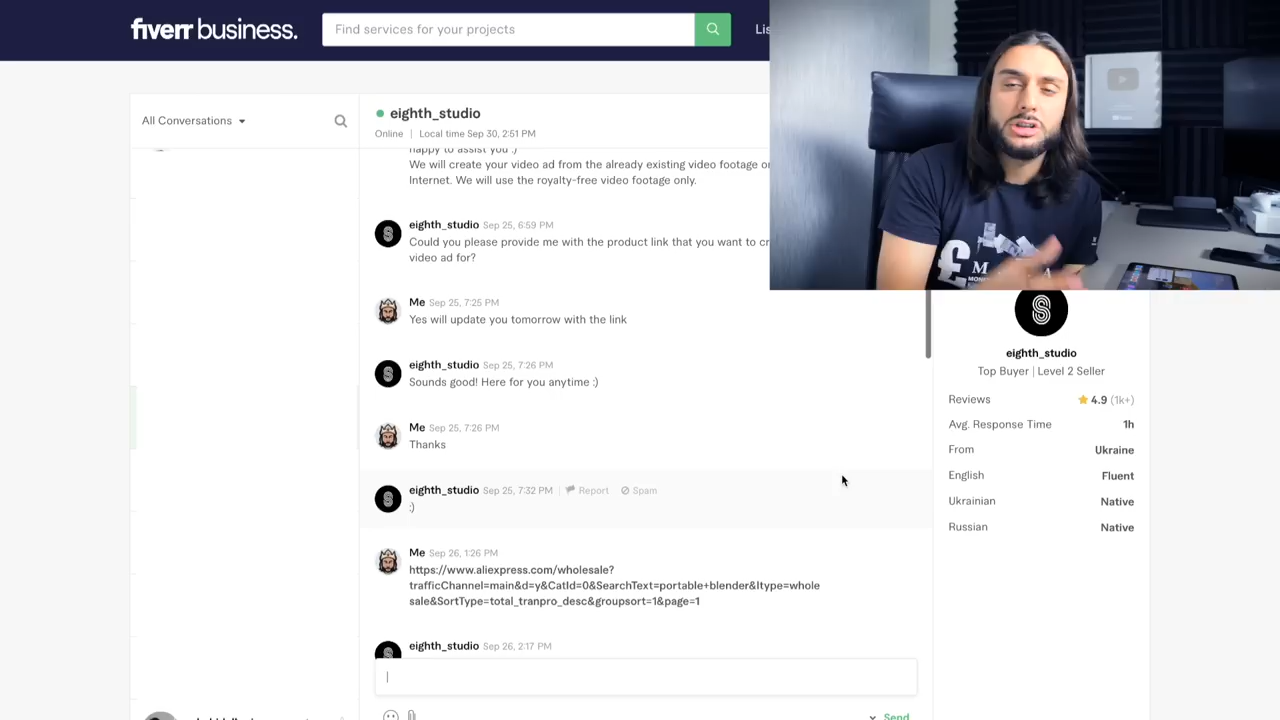 fiverr business.
Find services for your projects
Lis
All Conversations
eighth_studio
Online | Local time Sep 30, 2:51 PM
happy to assist you :)
We will create your video ad from the already existing video footage
Internet. We will use the royalty-free video footage only.
eighth_studio Sep 25, 6:59 PM
Could you please provide me with the product link that you want to cr
video ad for?
Me Sep 25, 7:25 PM
Yes will update you tomorrow with the link
eighth_studio Sep 25, 7:26 PM
Sounds good! Here for you anytime :)
Me Sep 25, 7:26 PM
Thanks
eighth_studio Sep 25, 7:32 PM | Report Spam
:)
Me Sep 26, 1:26 PM
https://www.aliexpress.com/wholesale?
trafficChannel=main&d=y&CatId=0&SearchText=portable+blender&ltype=whole
sale&SortType=total_tranpro_desc&groupsort=1&page=1
eighth_studio Sep 26, 2:17 PM
Send
eighth_studio
Top Buyer | Level 2 Seller
Reviews 4.9 (1k+)
Avg. Response Time 1h
From Ukraine
English Fluent
Ukrainian Native
Russian Native